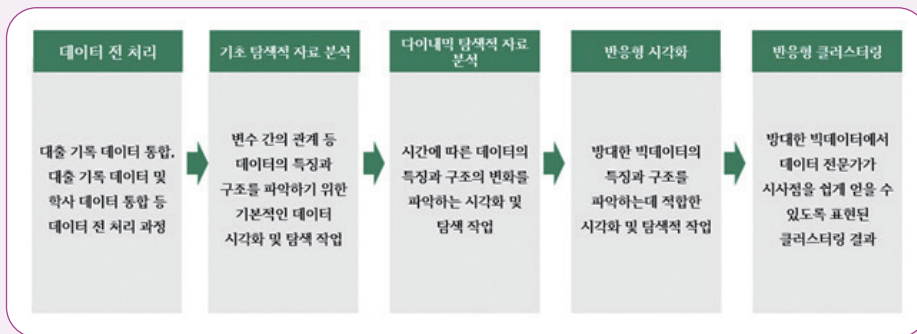 데이터 전 처리
대출 기록 데이터 통합,
대출 기록 데이터 및
학사 데이터 통합 등
데이터 전 처리 과정
기초 탐색적 자료 분석
변수 간의 관계 등
데이터의 특징과
구조를 파악하기 위한
기본적인 데이터
시각화 및 탐색 작업
다이내믹 탐색적 자료
분석
시간에 따른 데이터의
특징과 구조의 변화를
파악하는 시각화 및
탐색 작업
반응형 시각화
방대한 빅데이터의
특징과 구조를
파악하는데 적합한
시각화 및 탐색적 작업
반응형 클러스터링
방대한 빅데이터에서
데이터 전문가가
시사점을 쉽게 얻을 수
있도록 표현된
클러스터링 결과